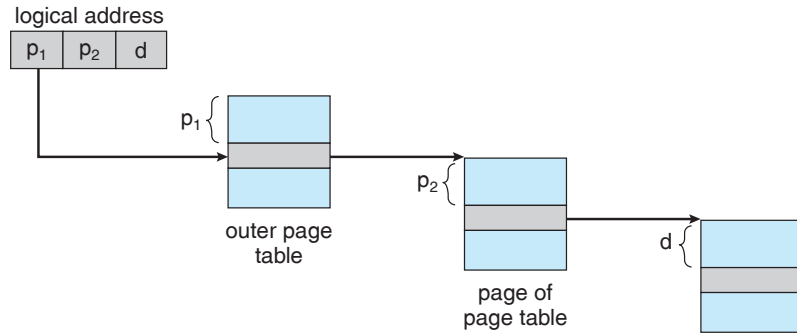 logical address
p₁ p₂ d
p₁
outer page
table
p₂
page of
page table
d